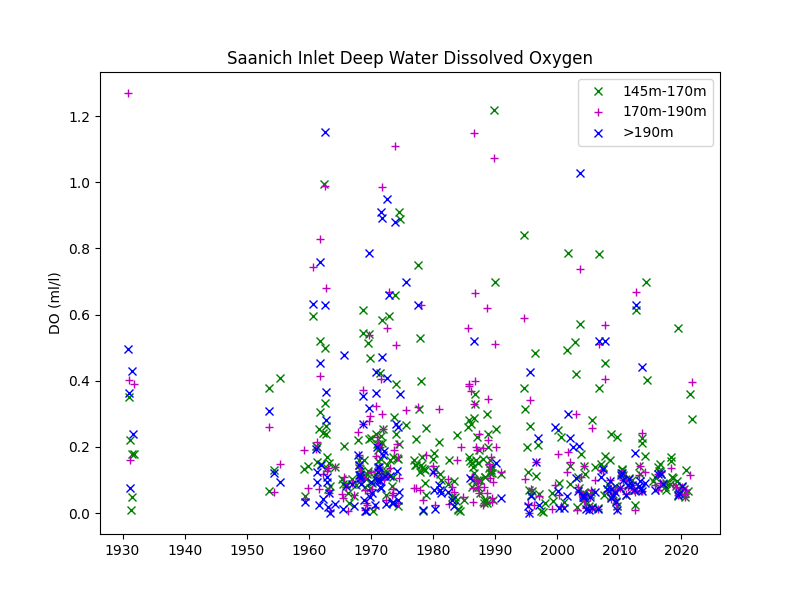 Saanich Inlet Deep Water Dissolved Oxygen
145m-170m
170m-190m
>190m
DO (ml/l)
1.2
1.0
0.8
0.6
0.4
0.2
0.0
1930 1940 1950 1960 1970 1980 1990 2000 2010 2020